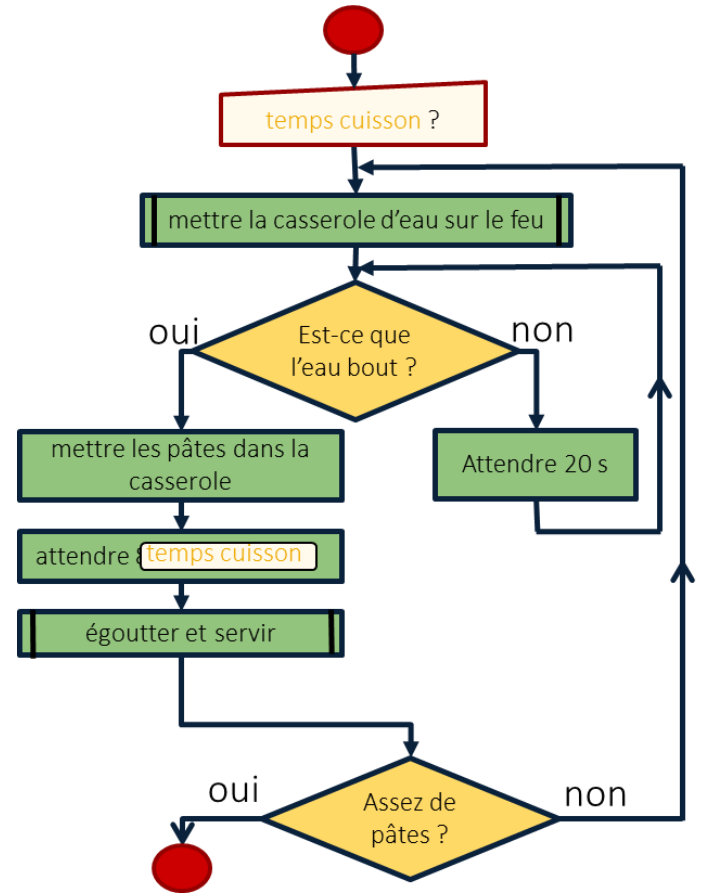 temps cuisson ?
mettre la casserole d'eau sur le feu
oui
non
Est-ce que
l'eau bout ?
mettre les pâtes dans la
casserole
Attendre 20 s
attendre temps cuisson
égoutter et servir
oui
non
Assez de
pâtes ?